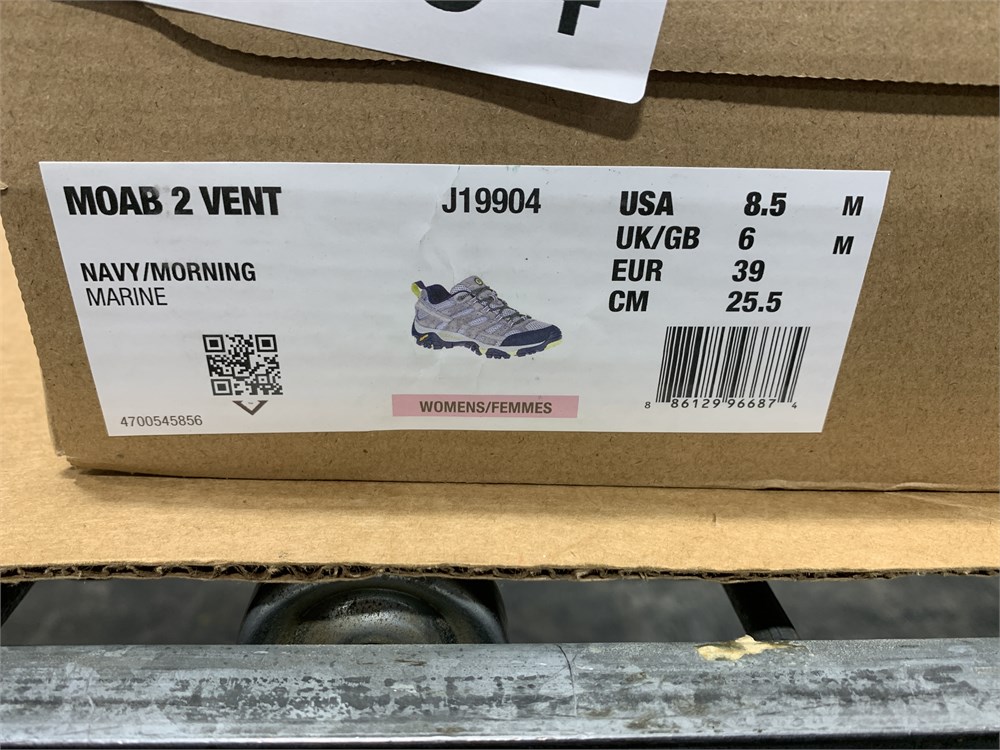 MOAB 2 VENT
J19904
USA 8.5 M
UK/GB 6 M
EUR 39
CM 25.5
NAVY/MORNING
MARINE
WOMENS/FEMMES
4700545856
8 86129 96687 4